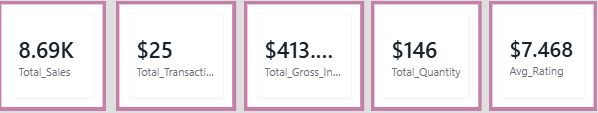 8.69K
Total_Sales
$25
Total_Transacti...
$413....
Total_Gross_In...
$146
Total_Quantity
$7.468
Avg_Rating